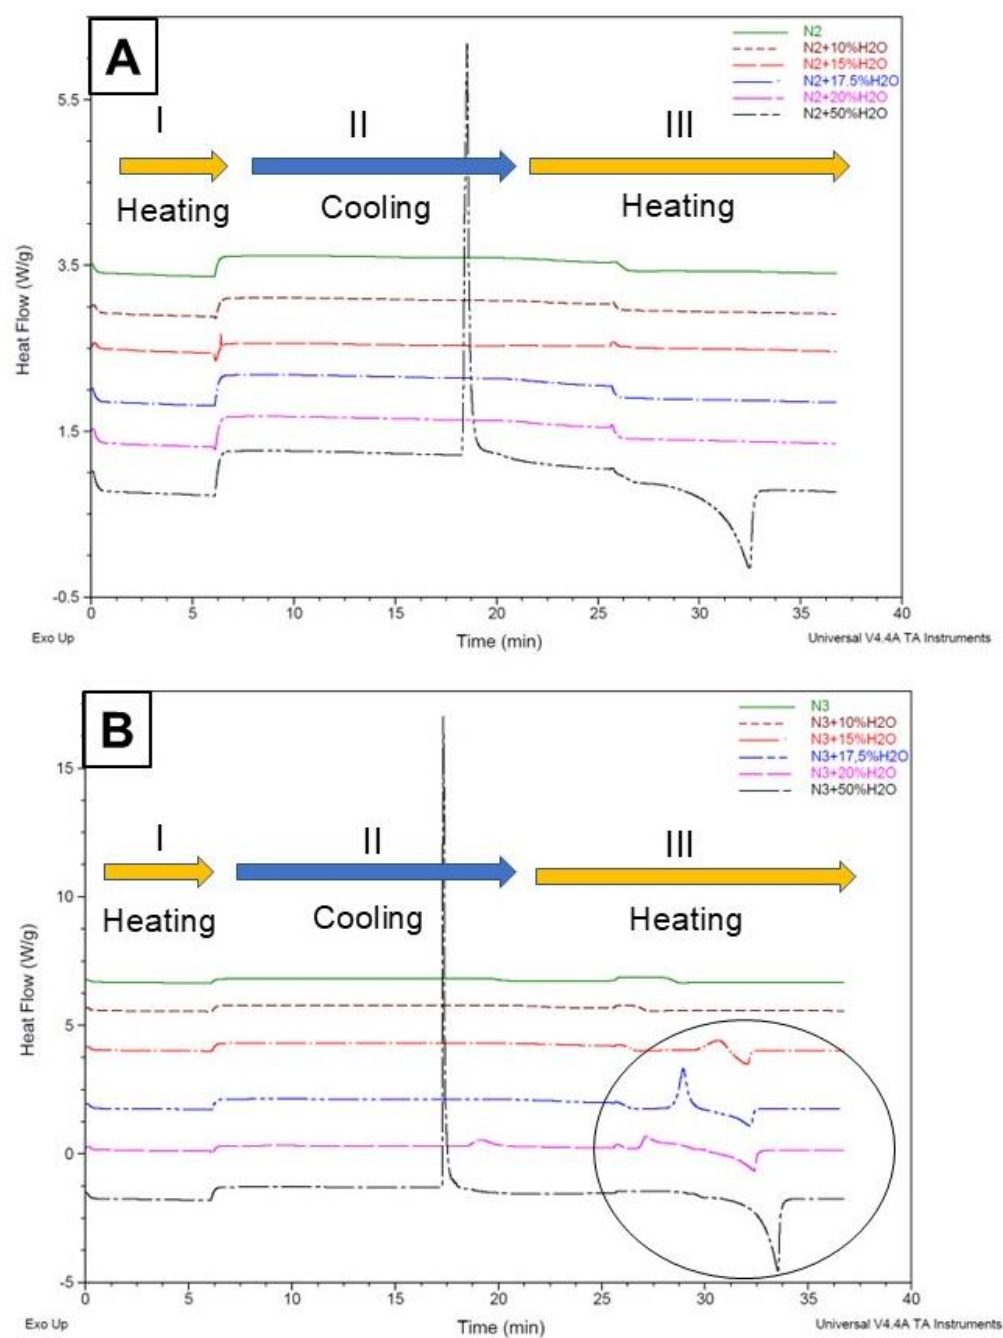 A
N2
N2+10%H2O
N2+15%H2O
N2+17.5%H2O
N2+20%H2O
N2+50%H2O
I
II
III
Heating
Cooling
Heating
5.5
3.5
1.5
-0.5
Heat Flow (W/g)
0 5 10 15 20 25 30 35 40
Exo Up
Time (min)
Universal V4.4A TA Instruments
B
N3
N3+10%H2O
N3+15%H2O
N3+17,5%H2O
N3+20%H2O
N3+50%H2O
I
II
III
Heating
Cooling
Heating
15
10
5
0
-5
Heat Flow (W/g)
0 5 10 15 20 25 30 35 40
Exo Up
Time (min)
Universal V4.4A TA Instruments